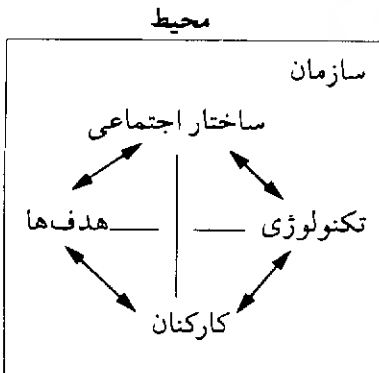 محیط
سازمان
ساختار اجتماعی
تکنولوژی
هدف‌ها
کارکنان